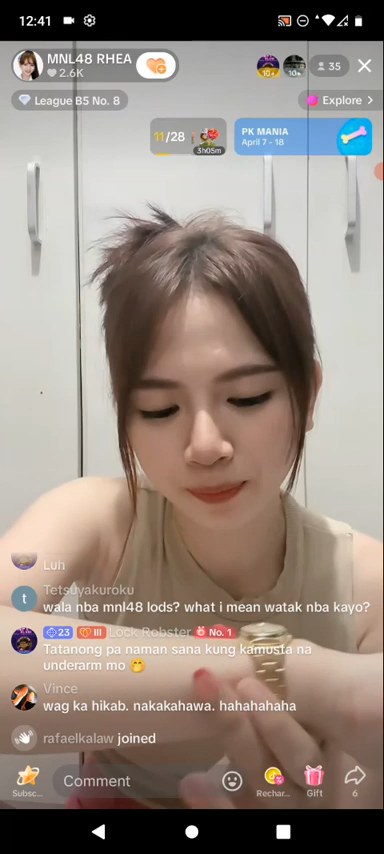 12:41
MNL48 RHEA
2.6K
10+
10+
35
League B5 No. 8
Explore >
11/28
3h05m
PK MANIA
April 7 - 18
Luh
t
Tetsuyakuroku
wala nba mnl48 lods? what i mean watak nba kayo?
23 III Lock Robster No. 1
Tatanong pa naman sana kung kamusta na
underarm mo 🤭
Vince
wag ka hikab. nakakahawa. hahahahaha
rafaelkalaw joined
Comment
Subsc...
Rechar...
Gift
6